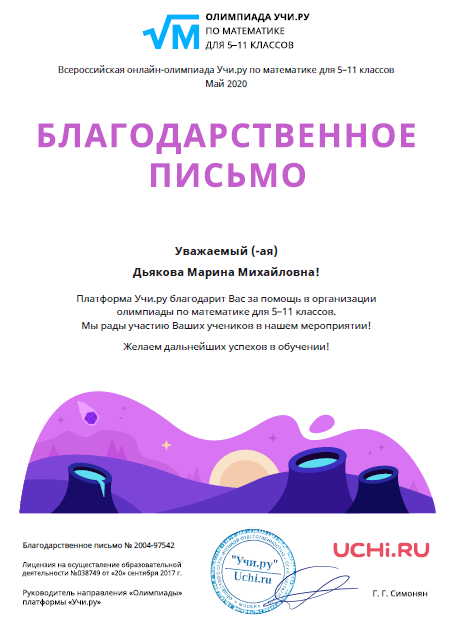 √М
ОЛИМПИАДА УЧИ.РУ
ПО МАТЕМАТИКЕ
ДЛЯ 5–11 КЛАССОВ
Всероссийская онлайн-олимпиада Учи.ру по математике для 5–11 классов
Май 2020
БЛАГОДАРСТВЕННОЕ
ПИСЬМО
Уважаемый (-ая)
Дьякова Марина Михайловна!
Платформа Учи.ру благодарит Вас за помощь в организации
олимпиады по математике для 5–11 классов.
Мы рады участию Ваших учеников в нашем мероприятии!
Желаем дальнейших успехов в обучении!
Благодарственное письмо № 2004-97542
Лицензия на осуществление образовательной
деятельности №038749 от «20» сентября 2017 г.
Руководитель направления «Олимпиады»
платформы «Учи.ру»
"Учи.ру"
Uchi.ru
UCHi.RU
Г. Г. Симонян